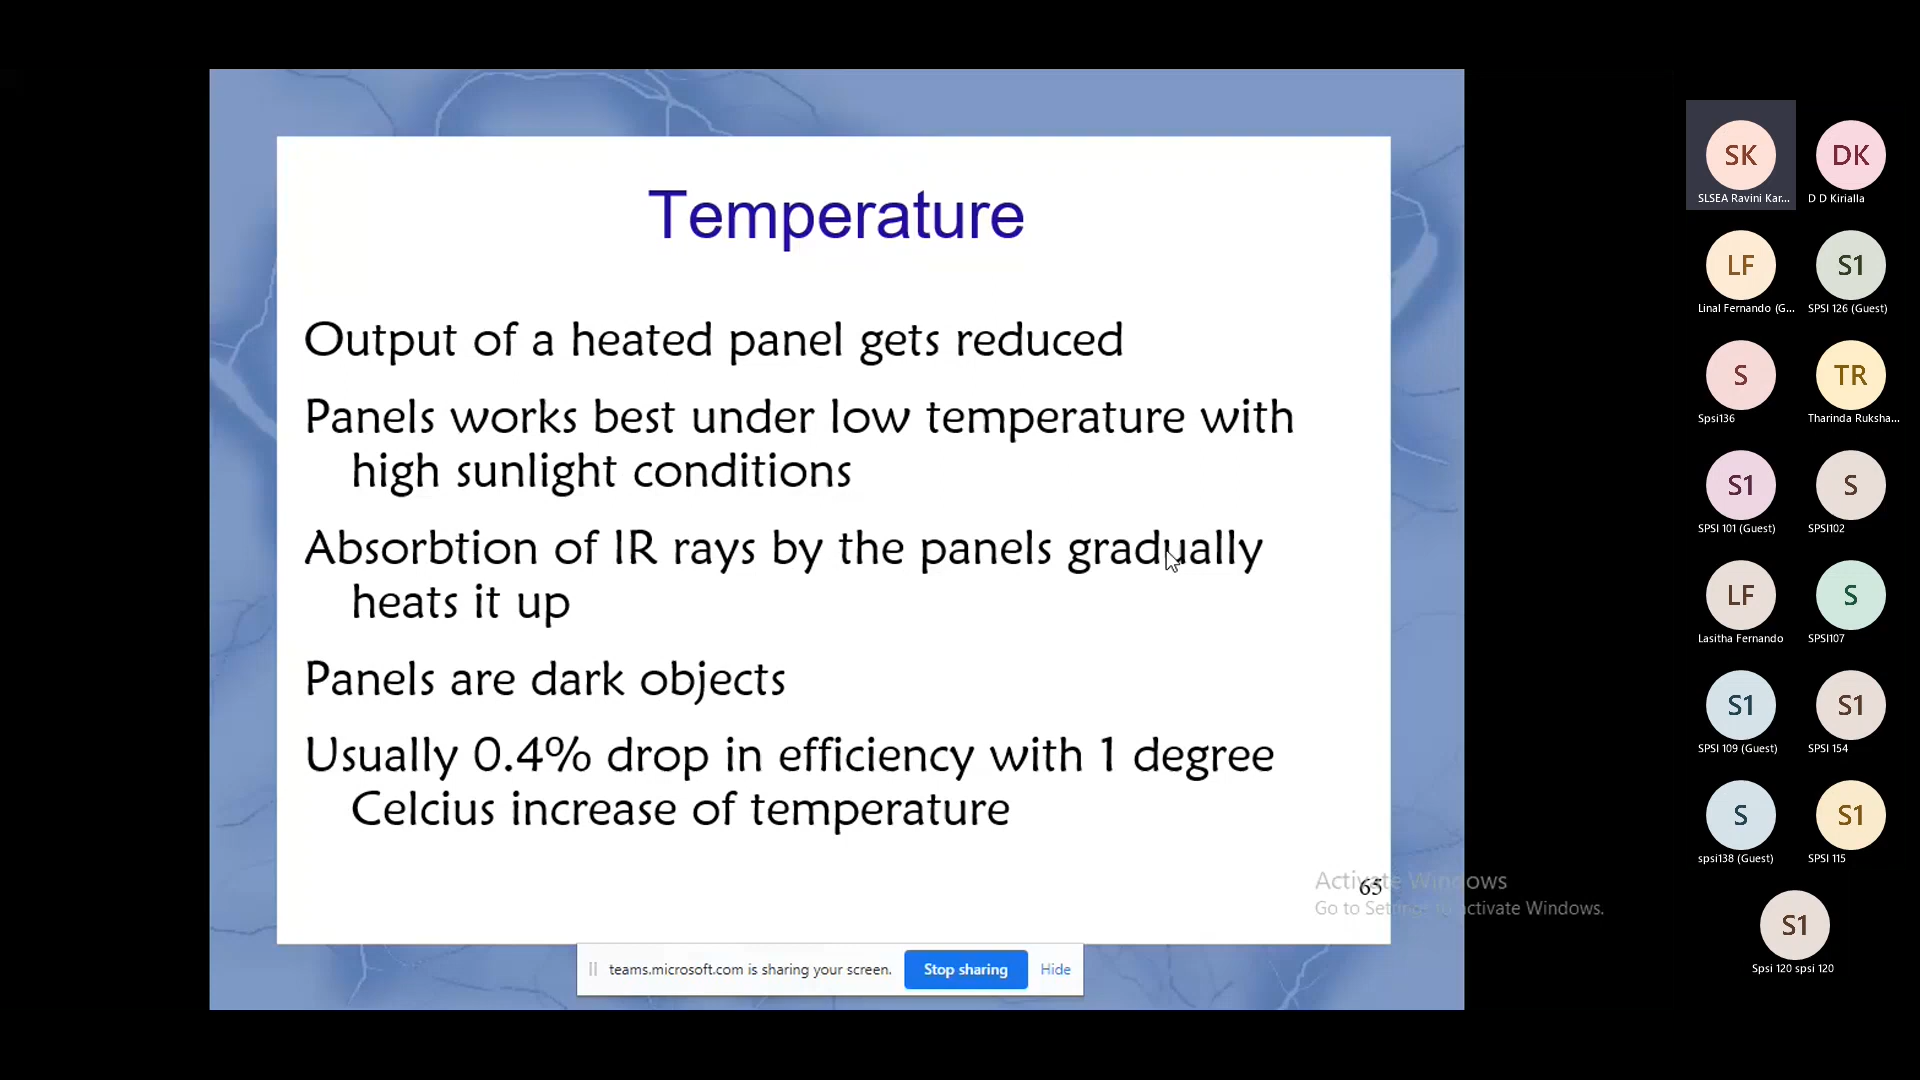 Temperature
Output of a heated panel gets reduced
Panels works best under low temperature with
high sunlight conditions
Absorbtion of IR rays by the panels gradually
heats it up
Panels are dark objects
Usually 0.4% drop in efficiency with 1 degree
Celcius increase of temperature
65
Activate Windows
Go to Settings to activate Windows.
teams.microsoft.com is sharing your screen.
Stop sharing
Hide
SK
SLSEA Ravini Kar...
DK
D D Kirialla
LF
Linal Fernando (G...
S1
SPSI 126 (Guest)
S
Spsi136
TR
Tharinda Ruksha...
S1
SPSI 101 (Guest)
S
SPSI102
LF
Lasitha Fernando
S
SPSI107
S1
SPSI 109 (Guest)
S1
SPSI 154
S
spsi138 (Guest)
S1
SPSI 115
S1
Spsi 120 spsi 120